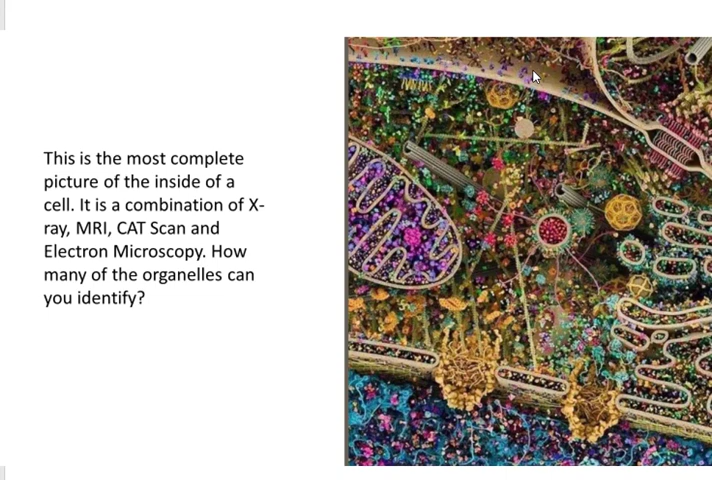 This is the most complete
picture of the inside of a
cell. It is a combination of X-
ray, MRI, CAT Scan and
Electron Microscopy. How
many of the organelles can
you identify?